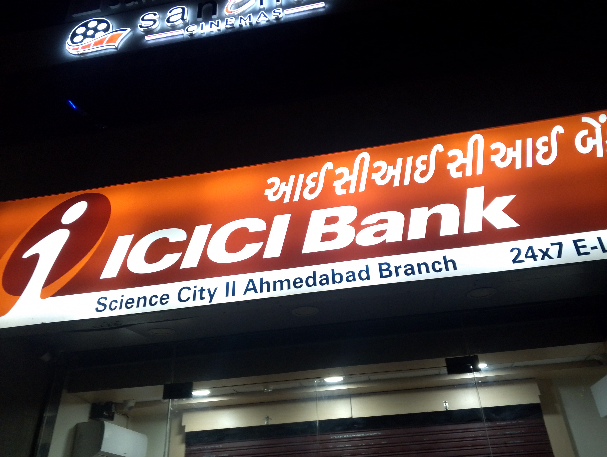 CINEMAS
આઈસીઆઈસીઆઈ
ICICI Bank
Science City II Ahmedabad Branch
24x7